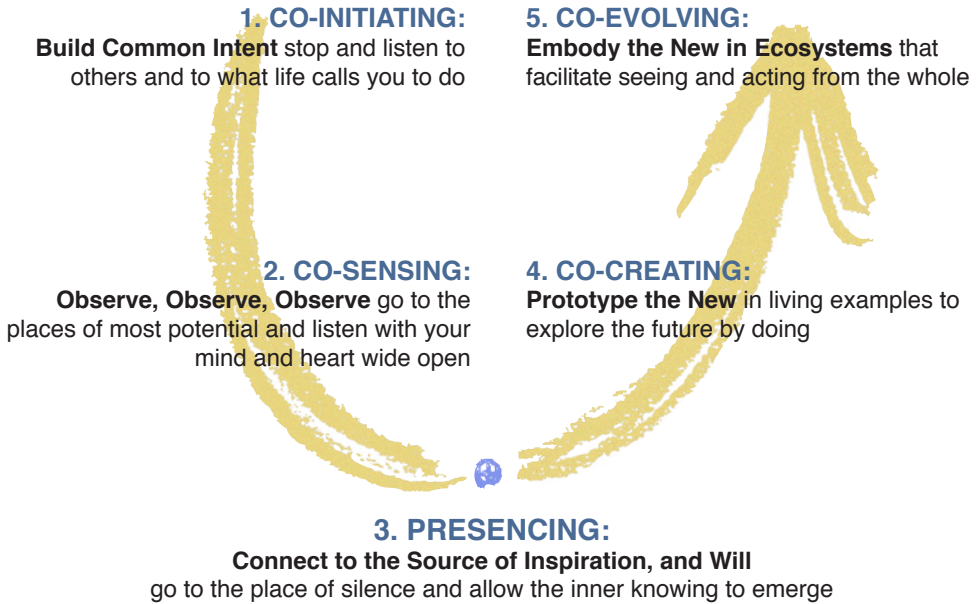 1. CO-INITIATING:
Build Common Intent stop and listen to
others and to what life calls you to do
2. CO-SENSING:
Observe, Observe, Observe go to the
places of most potential and listen with your
mind and heart wide open
3. PRESENCING:
Connect to the Source of Inspiration, and Will
go to the place of silence and allow the inner knowing to emerge
4. CO-CREATING:
Prototype the New in living examples to
explore the future by doing
5. CO-EVOLVING:
Embody the New in Ecosystems that
facilitate seeing and acting from the whole